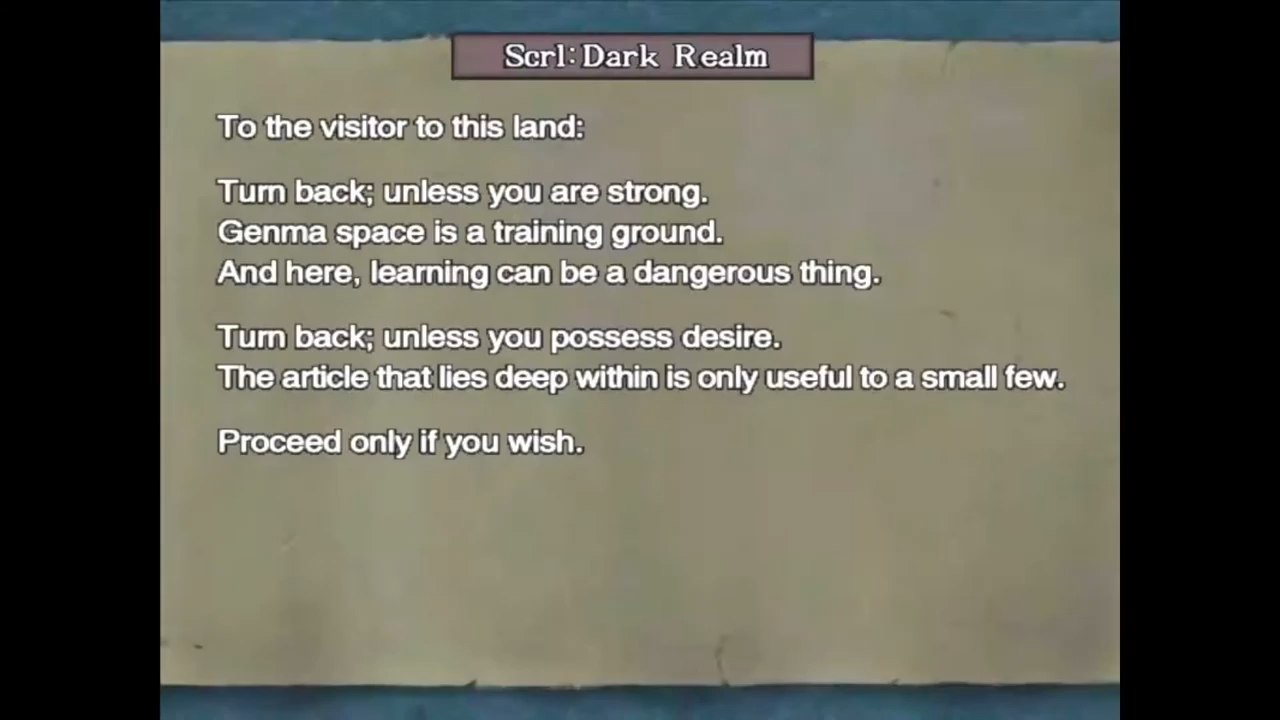 Scrl:Dark Realm
To the visitor to this land:
Turn back; unless you are strong.
Genma space is a training ground.
And here, learning can be a dangerous thing.
Turn back; unless you possess desire.
The article that lies deep within is only useful to a small few.
Proceed only if you wish.